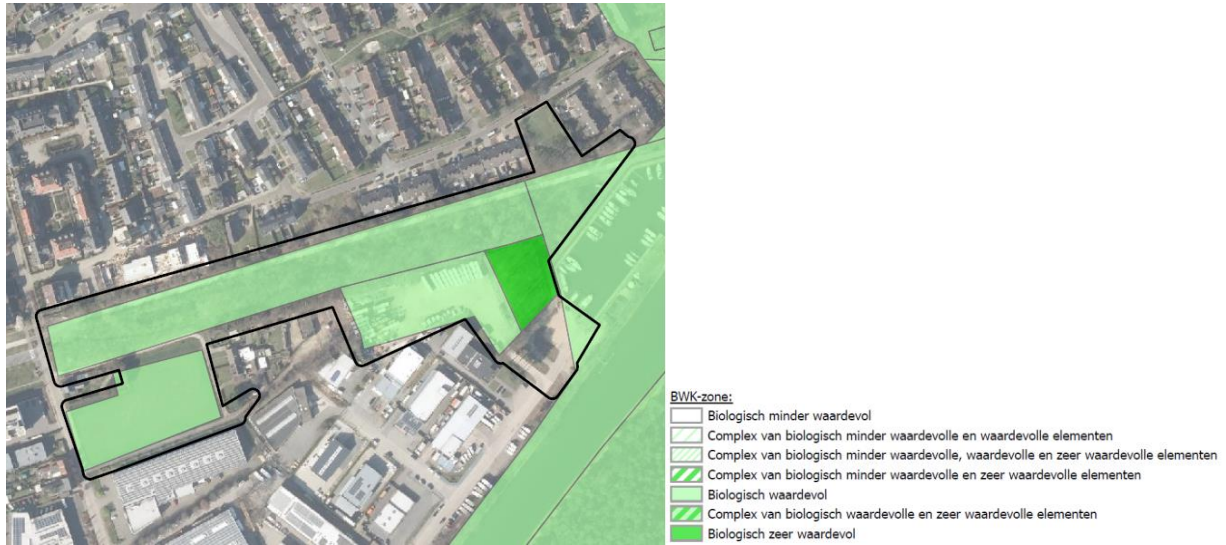 BWK-zone:
Biologisch minder waardevol
Complex van biologisch minder waardevolle en waardevolle elementen
Complex van biologisch minder waardevolle, waardevolle en zeer waardevolle elementen
Complex van biologisch minder waardevolle en zeer waardevolle elementen
Biologisch waardevol
Complex van biologisch waardevolle en zeer waardevolle elementen
Biologisch zeer waardevol